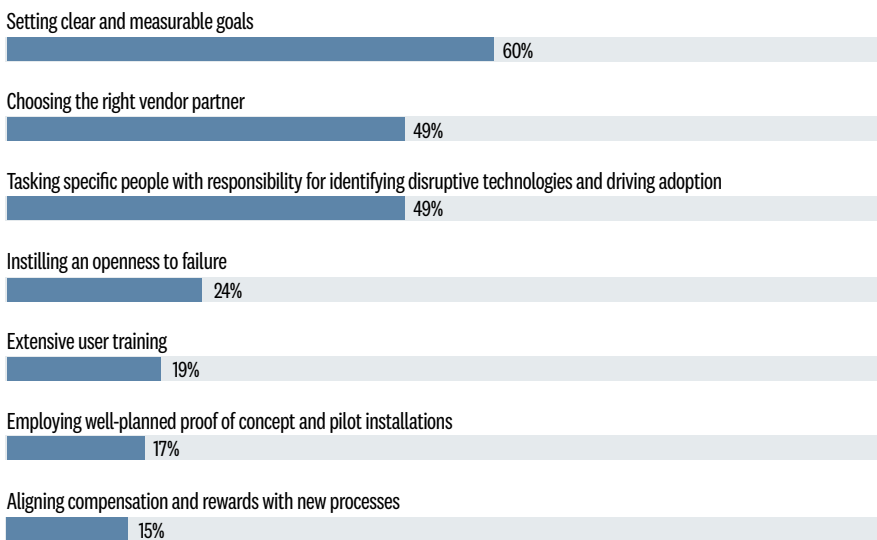 Setting clear and measurable goals
60%
Choosing the right vendor partner
49%
Tasking specific people with responsibility for identifying disruptive technologies and driving adoption
49%
Instilling an openness to failure
24%
Extensive user training
19%
Employing well-planned proof of concept and pilot installations
17%
Aligning compensation and rewards with new processes
15%